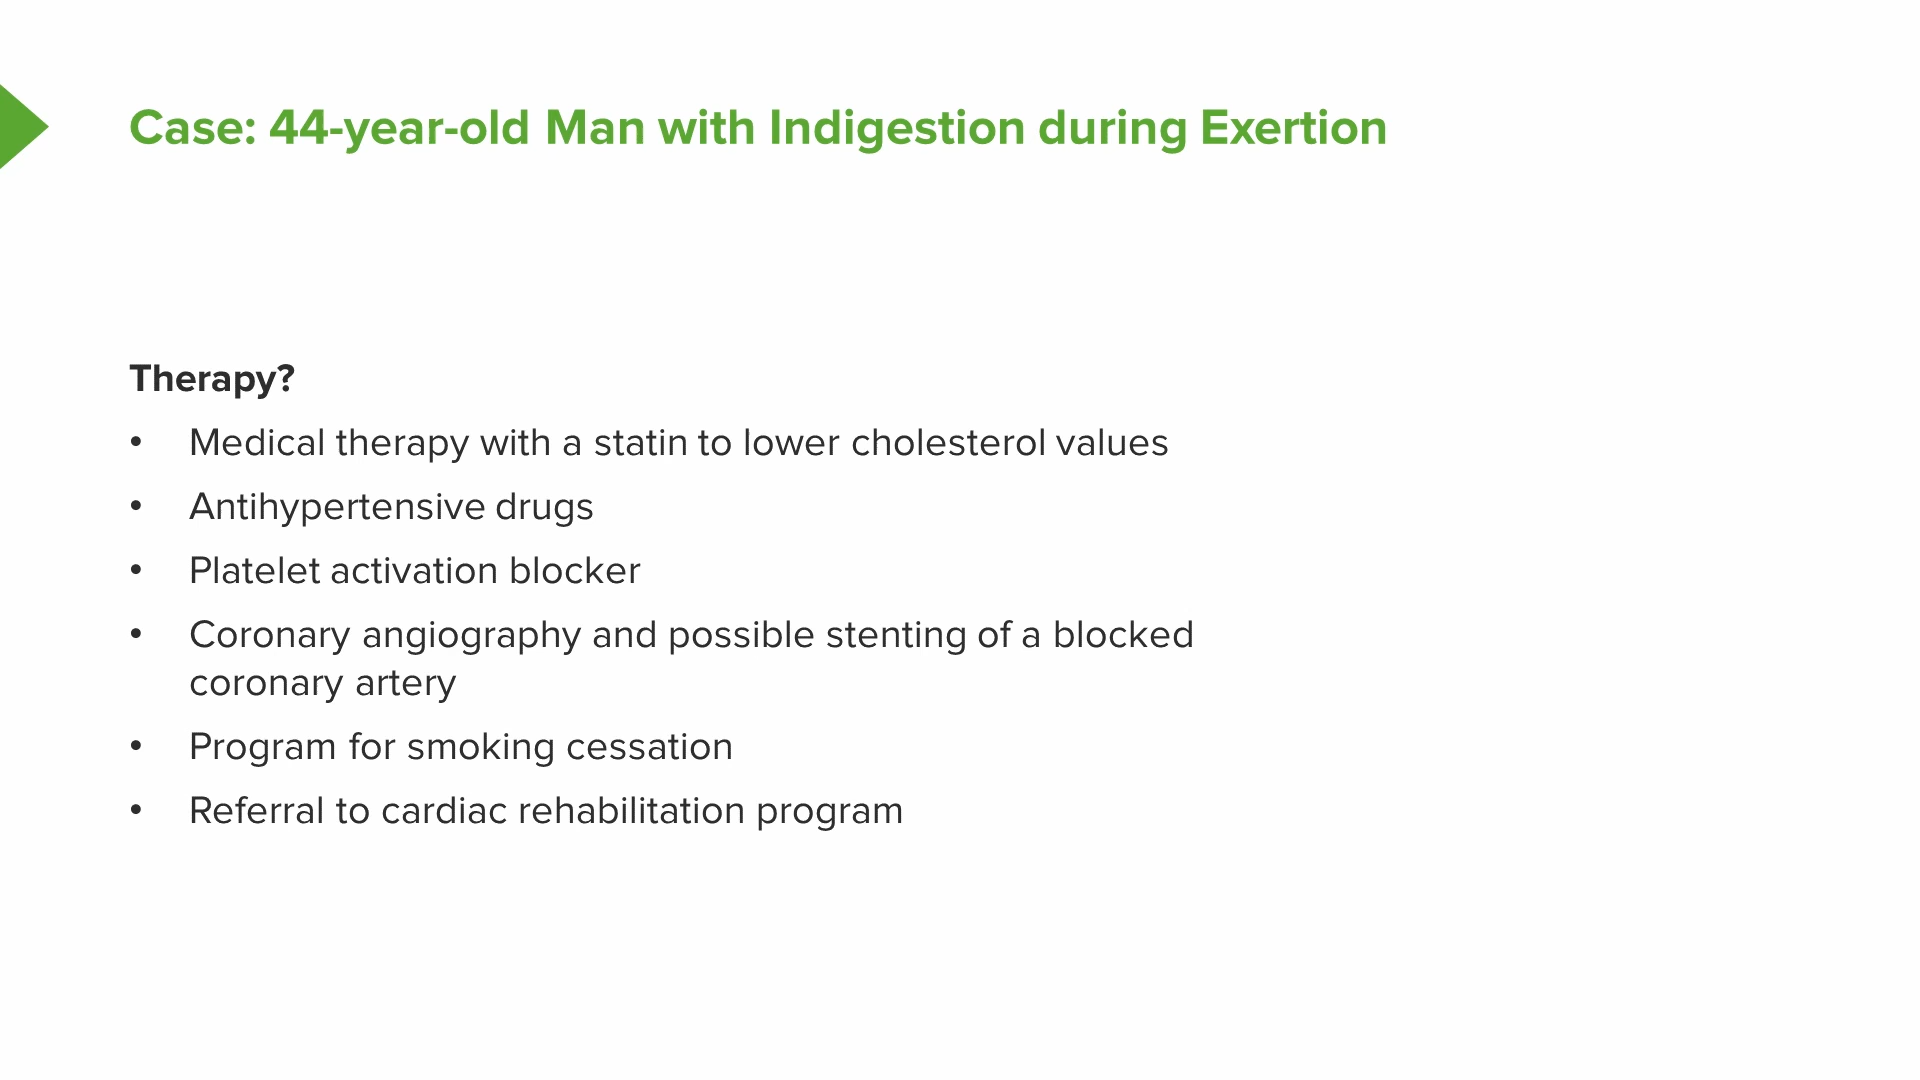 Case: 44-year-old Man with Indigestion during Exertion
Therapy?
• Medical therapy with a statin to lower cholesterol values
• Antihypertensive drugs
• Platelet activation blocker
• Coronary angiography and possible stenting of a blocked
coronary artery
• Program for smoking cessation
• Referral to cardiac rehabilitation program